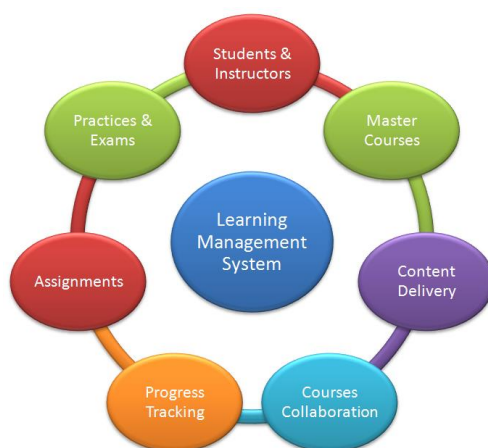 Students &
Instructors
Master
Courses
Content
Delivery
Courses
Collaboration
Progress
Tracking
Assignments
Practices &
Exams
Learning
Management
System